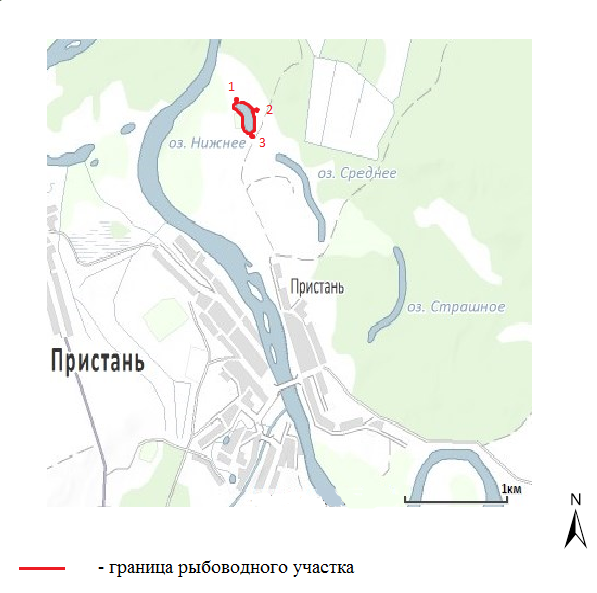 1
2
3
оз. Нижнее
оз. Среднее
Пристань
оз. Страшное
Пристань
1км
N
- граница рыбоводного участка